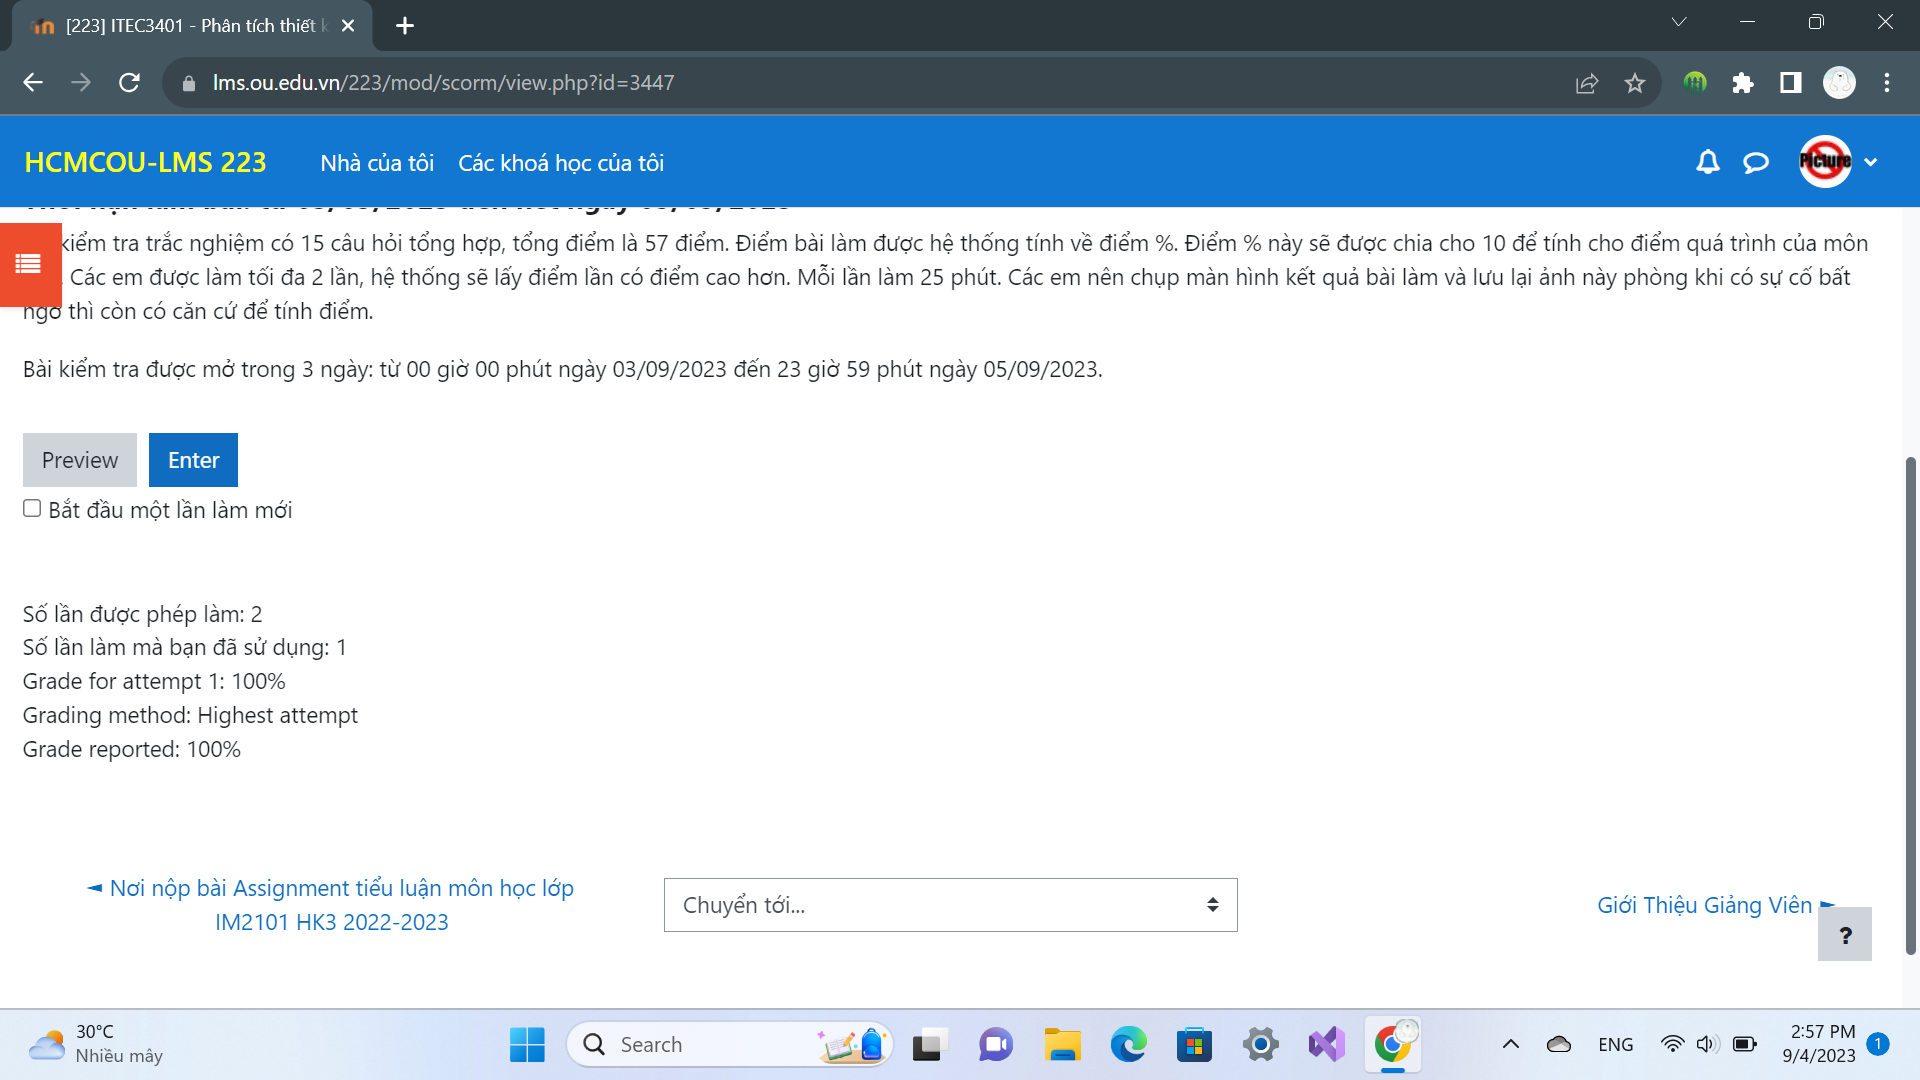 [223] ITEC3401 - Phân tích thiết k
lms.ou.edu.vn/223/mod/scorm/view.php?id=3447
HCMCOU-LMS 223
Nhà của tôi
Các khoá học của tôi
Picture
kiểm tra trắc nghiệm có 15 câu hỏi tổng hợp, tổng điểm là 57 điểm. Điểm bài làm được hệ thống tính về điểm %. Điểm % này sẽ được chia cho 10 để tính cho điểm quá trình của môn
. Các em được làm tối đa 2 lần, hệ thống sẽ lấy điểm lần có điểm cao hơn. Mỗi lần làm 25 phút. Các em nên chụp màn hình kết quả bài làm và lưu lại ảnh này phòng khi có sự cố bất
ngờ thì còn có căn cứ để tính điểm.
Bài kiểm tra được mở trong 3 ngày: từ 00 giờ 00 phút ngày 03/09/2023 đến 23 giờ 59 phút ngày 05/09/2023.
Preview
Enter
Bắt đầu một lần làm mới
Số lần được phép làm: 2
Số lần làm mà bạn đã sử dụng: 1
Grade for attempt 1: 100%
Grading method: Highest attempt
Grade reported: 100%
◄ Nơi nộp bài Assignment tiểu luận môn học lớp
IM2101 HK3 2022-2023
Chuyển tới...
Giới Thiệu Giảng Viên ►
?
30°C
Nhiều mây
Search
ENG
2:57 PM
9/4/2023
1